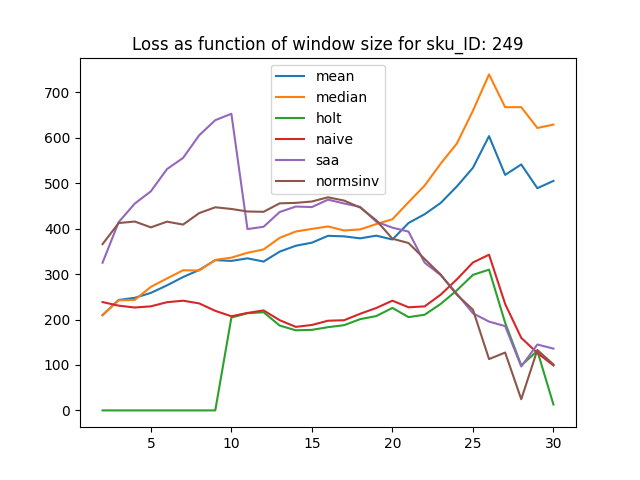 Loss as function of window size for sku_ID: 249
mean
median
holt
naive
saa
normsinv
700
600
500
400
300
200
100
0
5 10 15 20 25 30